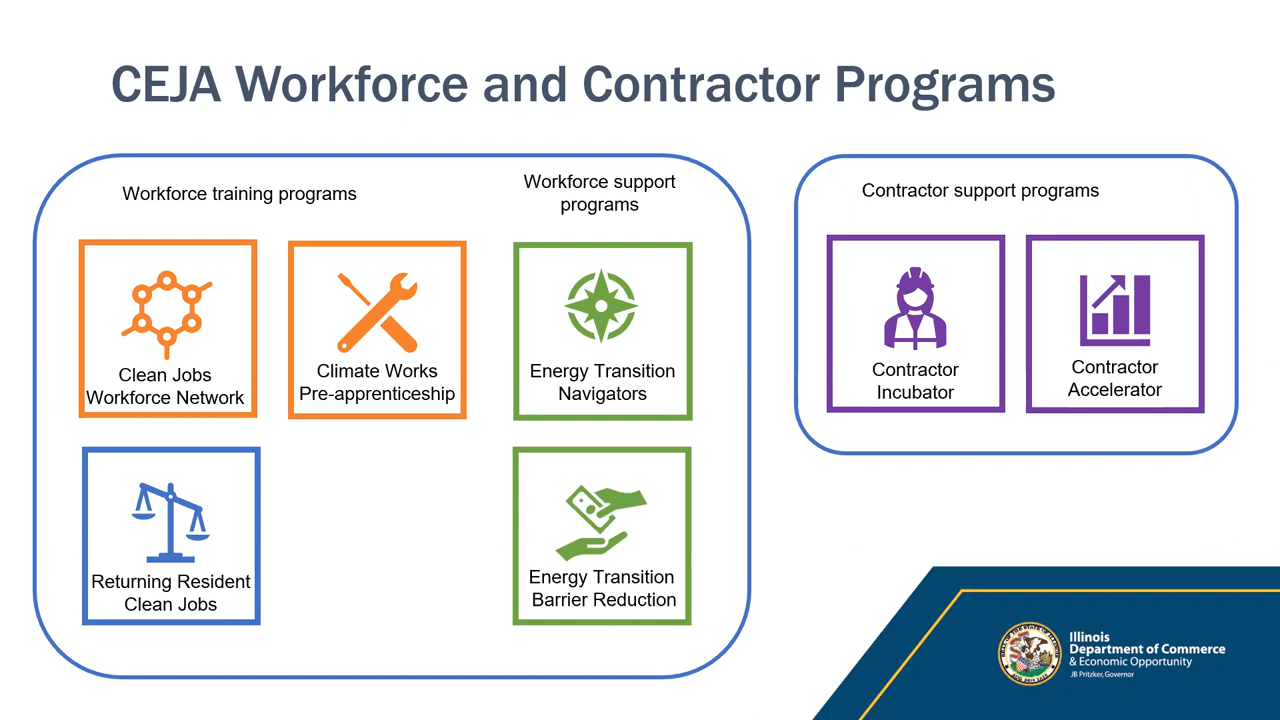 CEJA Workforce and Contractor Programs
Workforce training programs
Clean Jobs
Workforce Network
Climate Works
Pre-apprenticeship
Returning Resident
Clean Jobs
Workforce support
programs
Energy Transition
Navigators
Energy Transition
Barrier Reduction
Contractor support programs
Contractor
Incubator
Contractor
Accelerator
Illinois
Department of Commerce
& Economic Opportunity
JB Pritzker, Governor